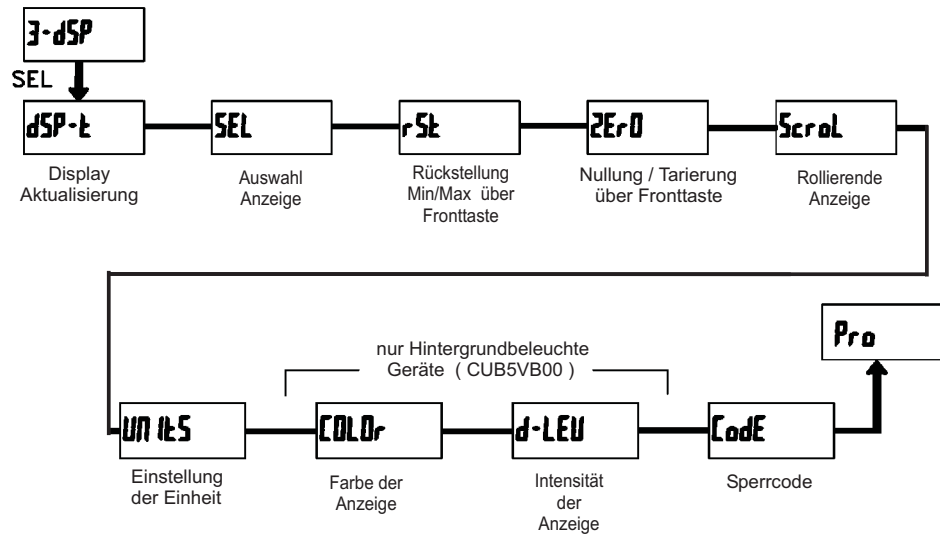 3-dSP
SEL
dSP-t
SEL
rSt
ZErO
ScroL
Display
Aktualisierung
Auswahl
Anzeige
Rückstellung
Min/Max über
Fronttaste
Nullung / Tarierung
über Fronttaste
Rollierende
Anzeige
Pro
nur Hintergrundbeleuchte
Geräte ( CUB5VB00 )
UNItS
COLOr
d-LEV
CodE
Einstellung
der Einheit
Farbe der
Anzeige
Intensität
der
Anzeige
Sperrcode